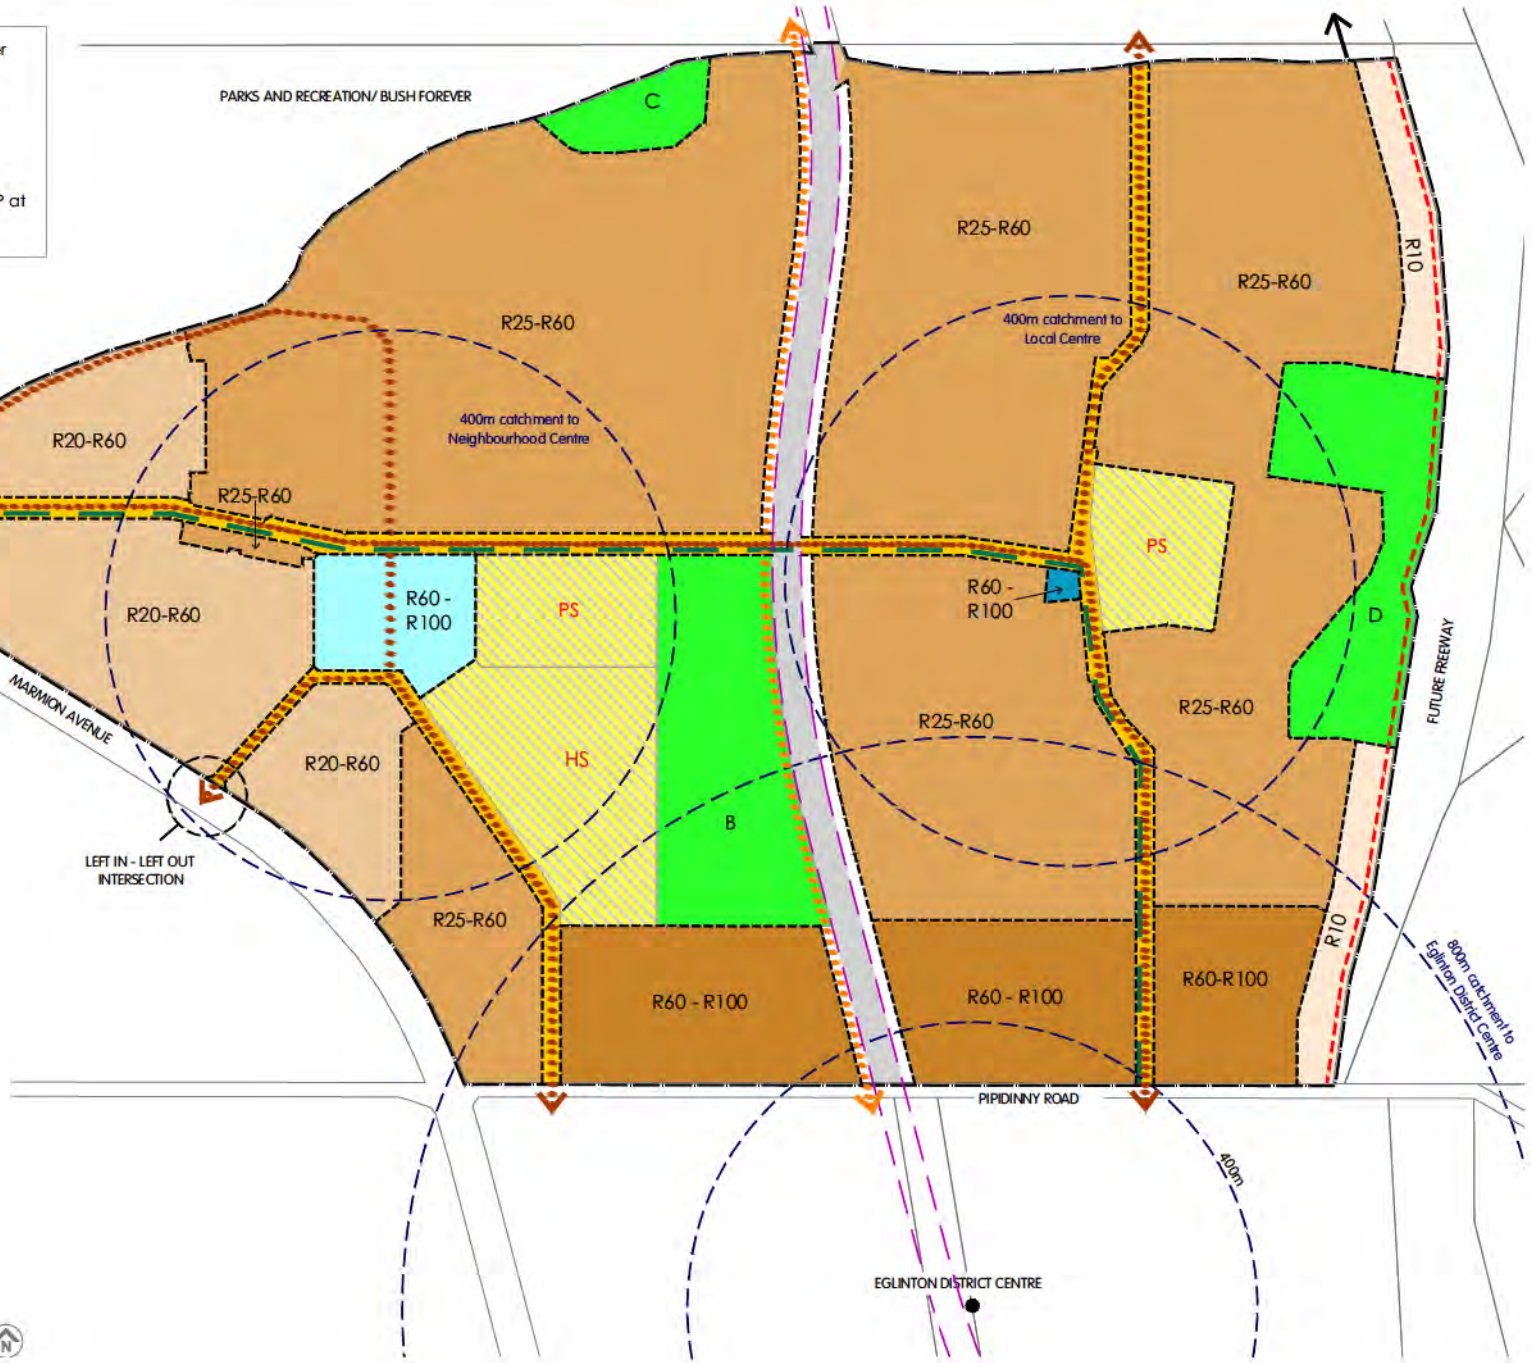 er
P at
PARKS AND RECREATION/ BUSH FOREVER
C
R25-R60
R10
R25-R60
400m catchment to
Local Centre
R25-R60
400m catchment to
Neighbourhood Centre
R20-R60
R25-R60
PS
R60 -
R100
PS
R60 -
R100
R20-R60
D
FUTURE FREEWAY
MARMION AVENUE
R25-R60
R25-R60
HS
R20-R60
B
LEFT IN - LEFT OUT
INTERSECTION
R25-R60
R10
800m catchment to
Eglinton District Centre
R60-R100
R60 - R100
R60 - R100
PIPIDINNY ROAD
400m
EGLINTON DISTRICT CENTRE
N